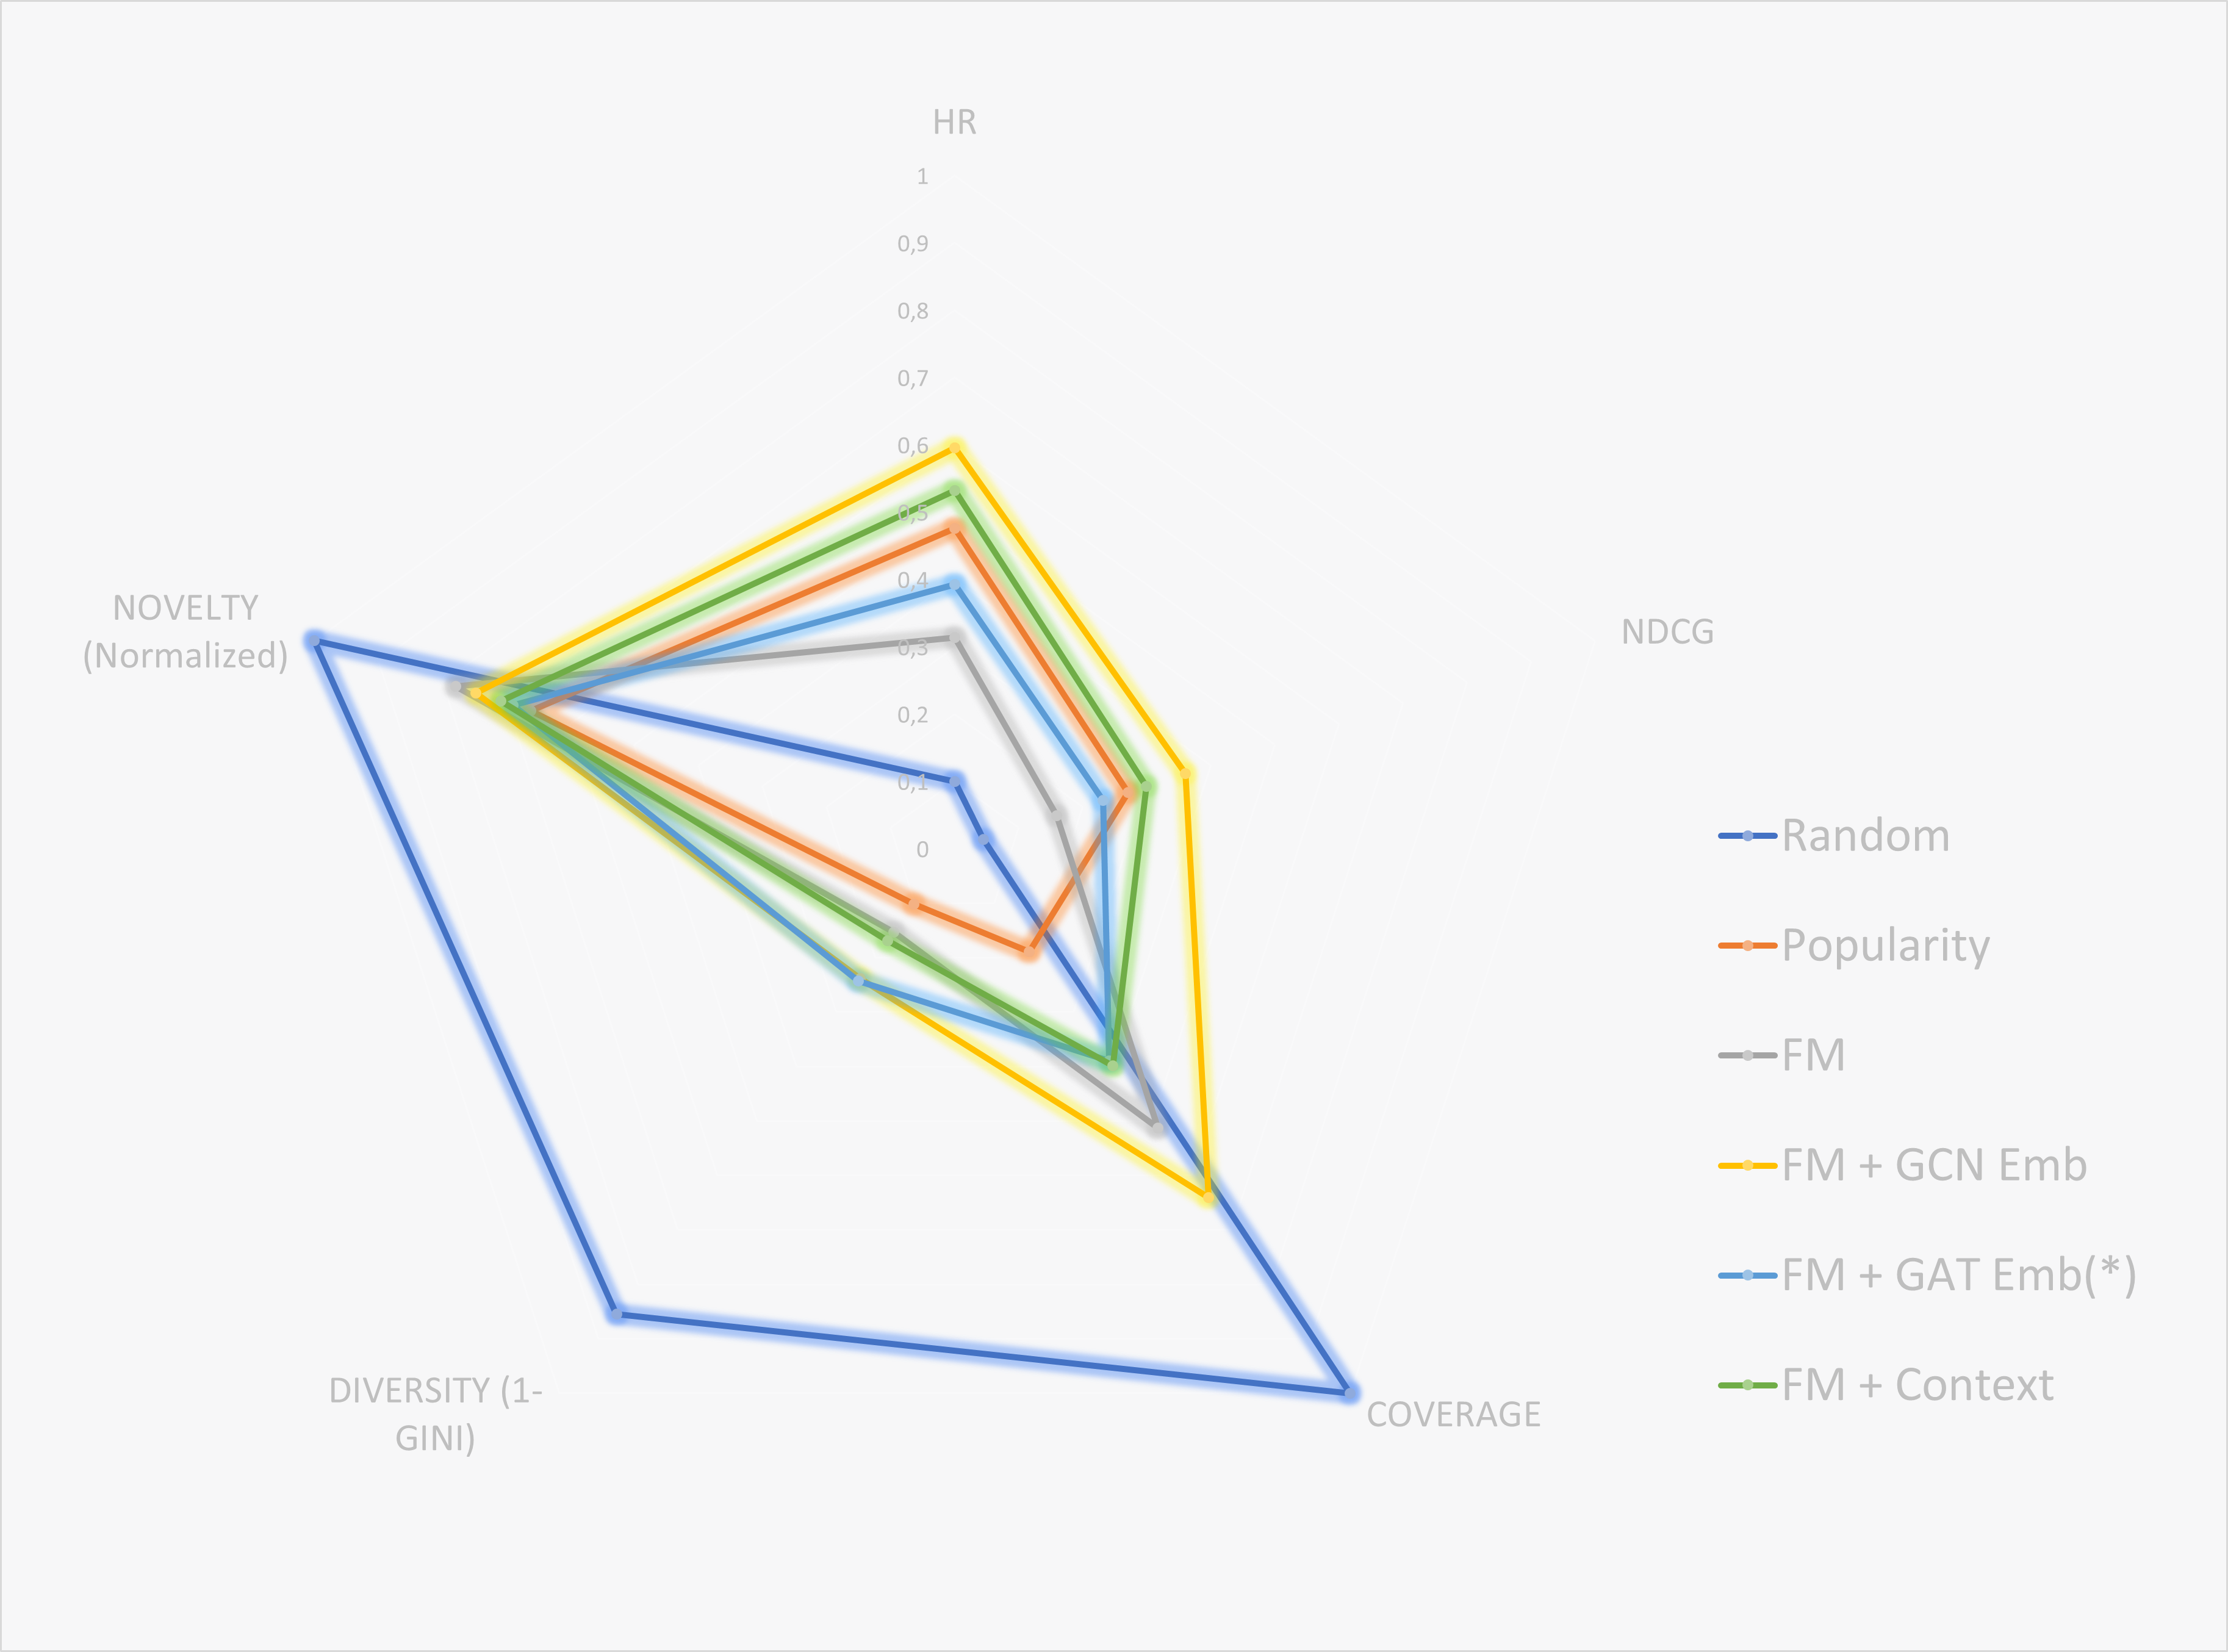 HR
1
0,9
0,8
0,7
0,6
0,5
0,4
0,3
0,2
0,1
0
NDCG
COVERAGE
DIVERSITY (1-
GINI)
NOVELTY
(Normalized)
Random
Popularity
FM
FM + GCN Emb
FM + GAT Emb(*)
FM + Context